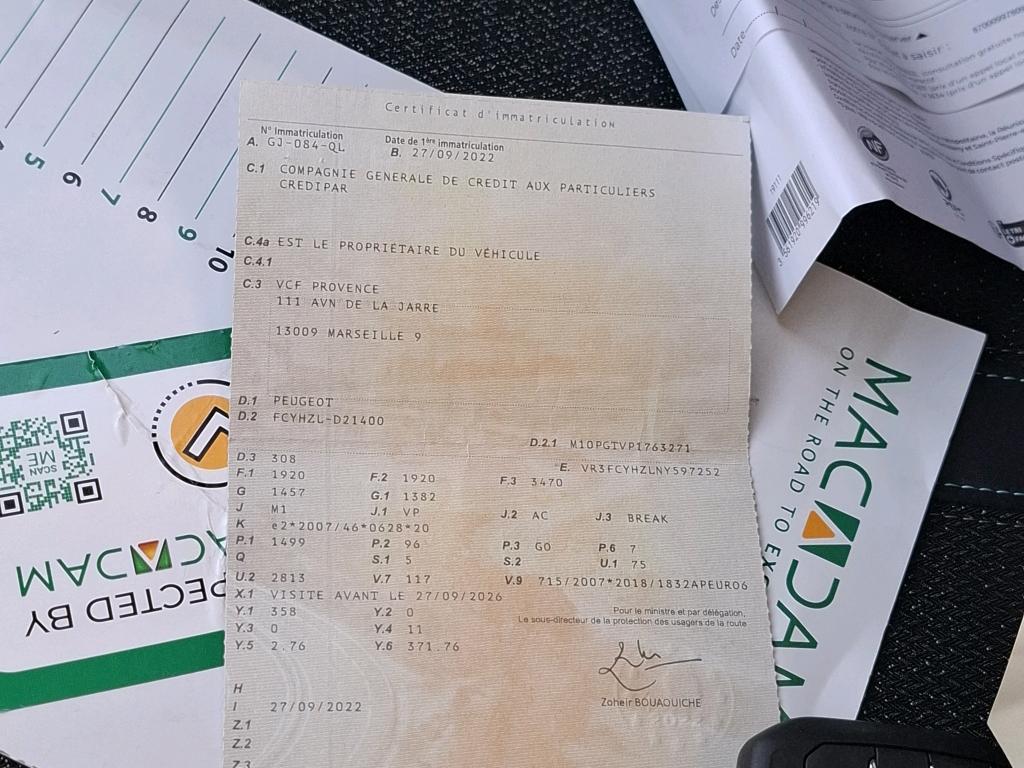 Certificat d'immatriculation
N° Immatriculation
A. GJ-084-QL
Date de 1ère immatriculation
B. 27/09/2022
C.1 COMPAGNIE GENERALE DE CREDIT AUX PARTICULIERS
CREDIPAR
C.4a EST LE PROPRIÉTAIRE DU VÉHICULE
C.4.1
C.3 VCF PROVENCE
111 AVN DE LA JARRE
13009 MARSEILLE 9
D.1 PEUGEOT
D.2 FCYHZL-D21400
D.2.1 M10PGTVP1763271
D.3 308
E. VR3FCYHZLNY597252
F.1 1920 F.2 1920 F.3 3470
G 1457 G.1 1382
J M1 J.1 VP J.2 AC J.3 BREAK
K e2*2007/46*0628*20
P.1 1499 P.2 96 P.3 GO P.6 7
Q S.1 5 S.2 U.1 75
U.2 2813 V.7 117 V.9 715/2007*2018/1832APEURO6
X.1 VISITE AVANT LE 27/09/2026
Y.1 358 Y.2 0
Y.3 0 Y.4 11
Y.5 2.76 Y.6 371.76
Pour le ministre et par délégation,
Le sous-directeur de la protection des usagers de la route
Zoheir BOUAOUICHE
H
I 27/09/2022
Z.1
Z.2
Z.3
5
6
7
8
9
10
SCAN
ME
MACADAM
PECTED BY
Date
à saisir :
NF
MACADAM
ON THE ROAD TO